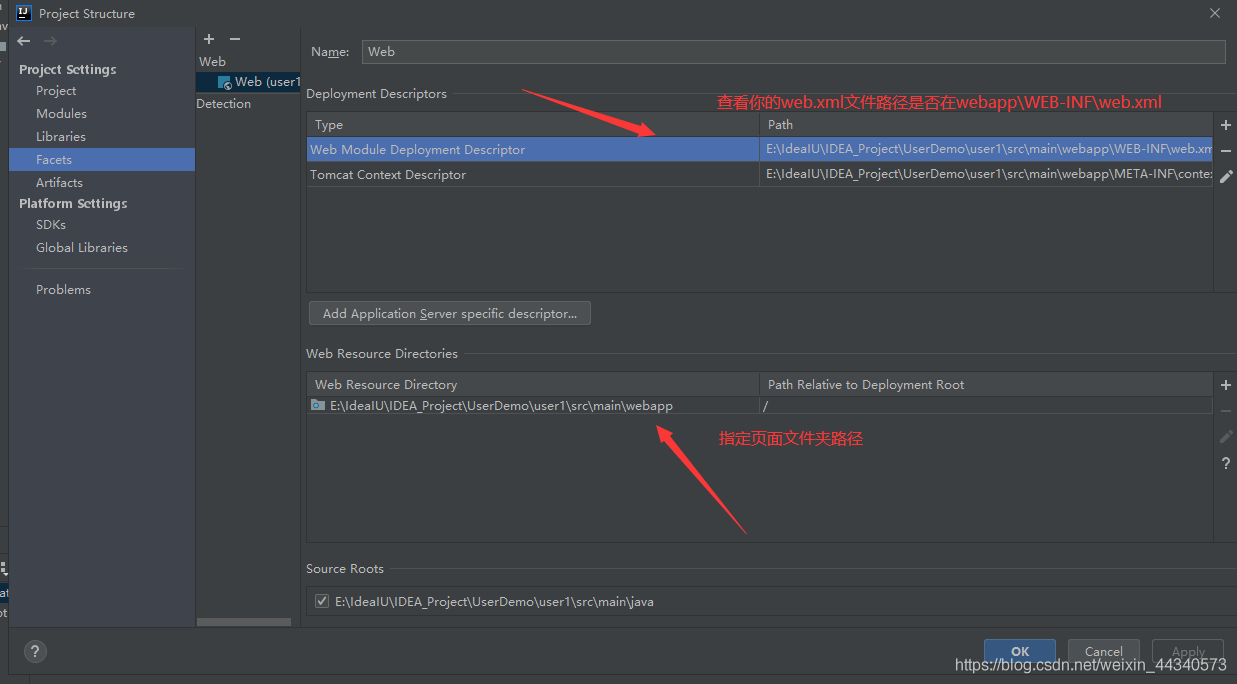 Project Structure
Project Settings
Project
Modules
Libraries
Facets
Artifacts
Platform Settings
SDKs
Global Libraries
Problems
Web
Web (user1
Detection
Name: Web
Deployment Descriptors
查看你的web.xml文件路径是否在webapp\WEB-INF\web.xml
Type Path
Web Module Deployment Descriptor E:\IdeaIU\IDEA_Project\UserDemo\user1\src\main\webapp\WEB-INF\web.xm
Tomcat Context Descriptor E:\IdeaIU\IDEA_Project\UserDemo\user1\src\main\webapp\META-INF\conte
Add Application Server specific descriptor...
Web Resource Directories
Web Resource Directory Path Relative to Deployment Root
E:\IdeaIU\IDEA_Project\UserDemo\user1\src\main\webapp /
指定页面文件夹路径
Source Roots
E:\IdeaIU\IDEA_Project\UserDemo\user1\src\main\java
OK Cancel Apply
https://blog.csdn.net/weixin_44340573